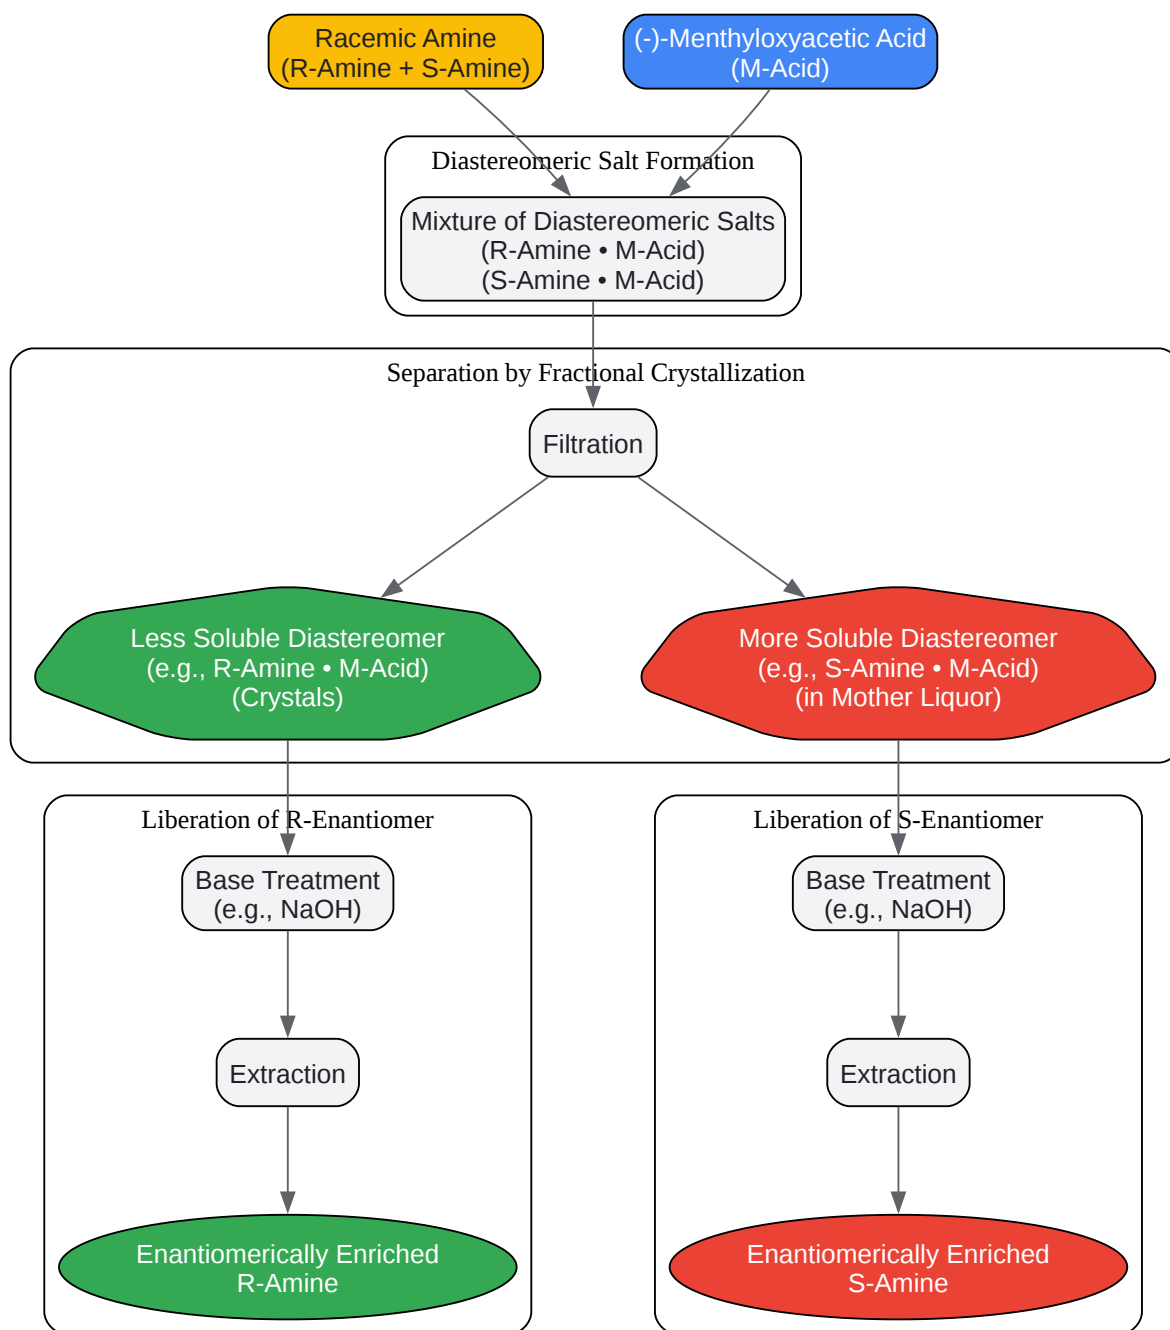 Racemic Amine
(R-Amine + S-Amine)
(-)-Menthyloxyacetic Acid
(M-Acid)
Diastereomeric Salt Formation
Mixture of Diastereomeric Salts
(R-Amine • M-Acid)
(S-Amine • M-Acid)
Separation by Fractional Crystallization
Filtration
Less Soluble Diastereomer
(e.g., R-Amine • M-Acid)
(Crystals)
More Soluble Diastereomer
(e.g., S-Amine • M-Acid)
(in Mother Liquor)
Liberation of R-Enantiomer
Base Treatment
(e.g., NaOH)
Extraction
Enantiomerically Enriched
R-Amine
Liberation of S-Enantiomer
Base Treatment
(e.g., NaOH)
Extraction
Enantiomerically Enriched
S-Amine